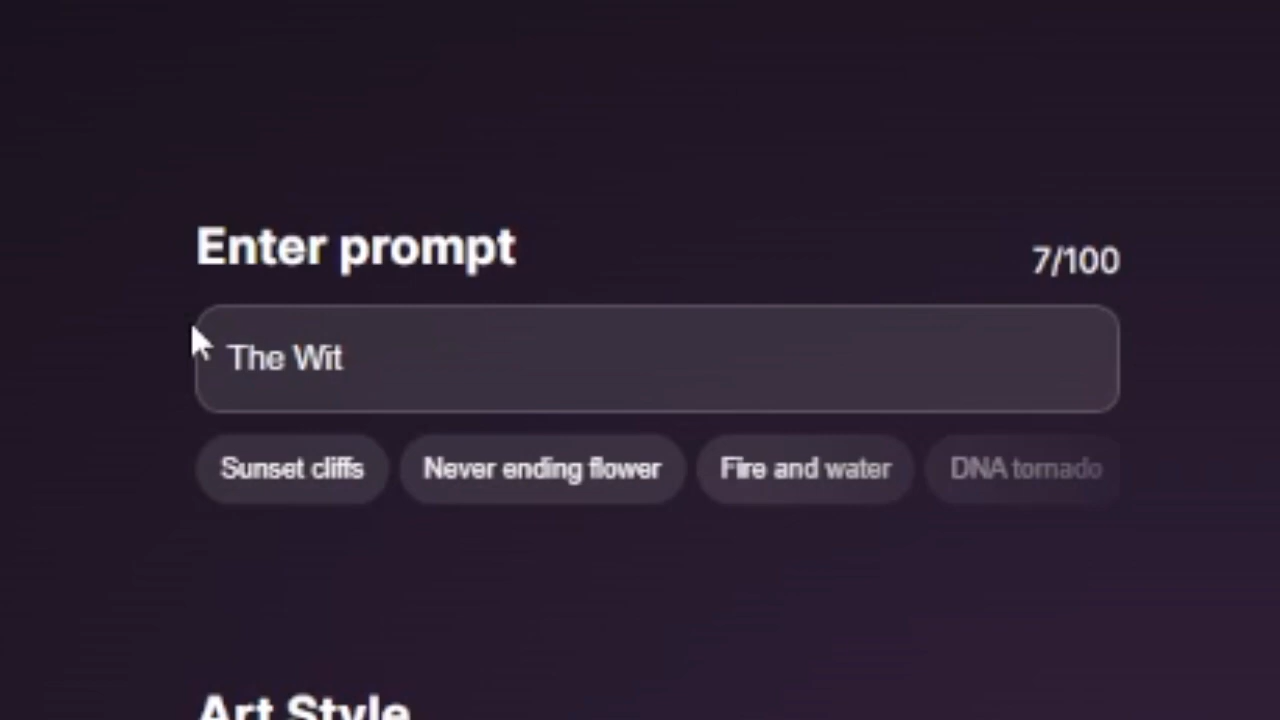 Enter prompt
7/100
The Wit
Sunset cliffs Never ending flower Fire and water DNA tornado
Art Style